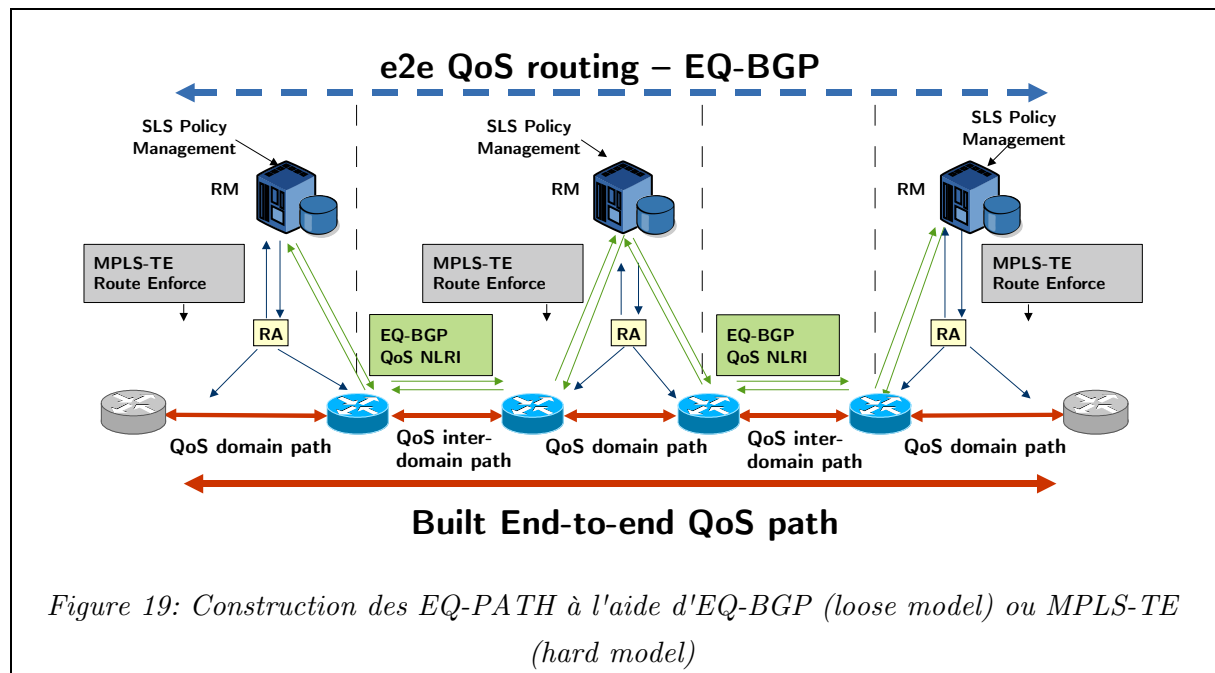 e2e QoS routing – EQ-BGP
SLS Policy
Management
SLS Policy
Management
SLS Policy
Management
RM
RM
RM
MPLS-TE
Route Enforce
MPLS-TE
Route Enforce
MPLS-TE
Route Enforce
RA
RA
RA
EQ-BGP
QoS NLRI
EQ-BGP
QoS NLRI
QoS domain path
QoS inter-
domain path
QoS domain path
QoS inter-
domain path
QoS domain path
Built End-to-end QoS path
Figure 19: Construction des EQ-PATH à l'aide d'EQ-BGP (loose model) ou MPLS-TE
(hard model)